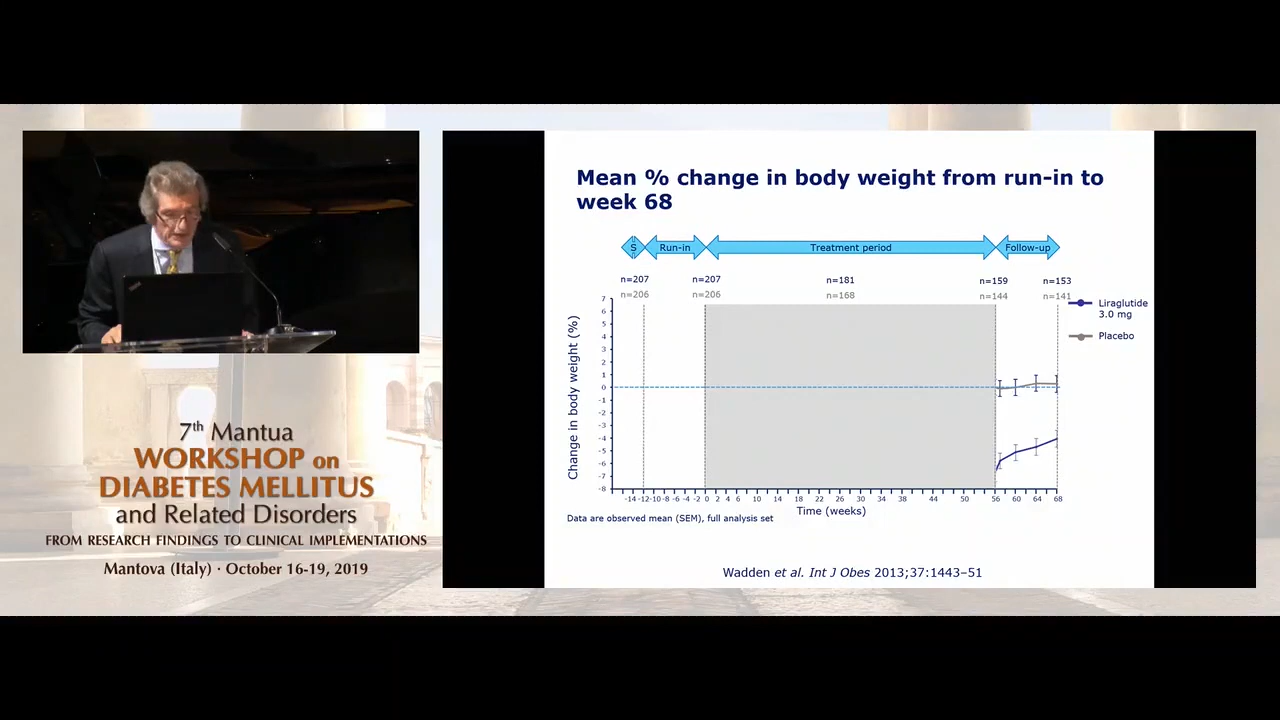 Mean % change in body weight from run-in to
week 68
S
Run-in
Treatment period
Follow-up
n=207
n=207
n=181
n=159
n=153
n=206
n=206
n=168
n=144
n=141
7
6
5
4
3
2
1
0
-1
-2
-3
-4
-5
-6
-7
-8
Change in body weight (%)
Liraglutide
3.0 mg
Placebo
-14 -12 -10 -8 -6 -4 -2 0 2 4 6 10 14 18 22 26 30 34 38 44 50 56 60 64 68
Time (weeks)
Data are observed mean (SEM), full analysis set
Wadden et al. Int J Obes 2013;37:1443–51
7th Mantua
WORKSHOP on
DIABETES MELLITUS
and Related Disorders
FROM RESEARCH FINDINGS TO CLINICAL IMPLEMENTATIONS
Mantova (Italy) · October 16-19, 2019